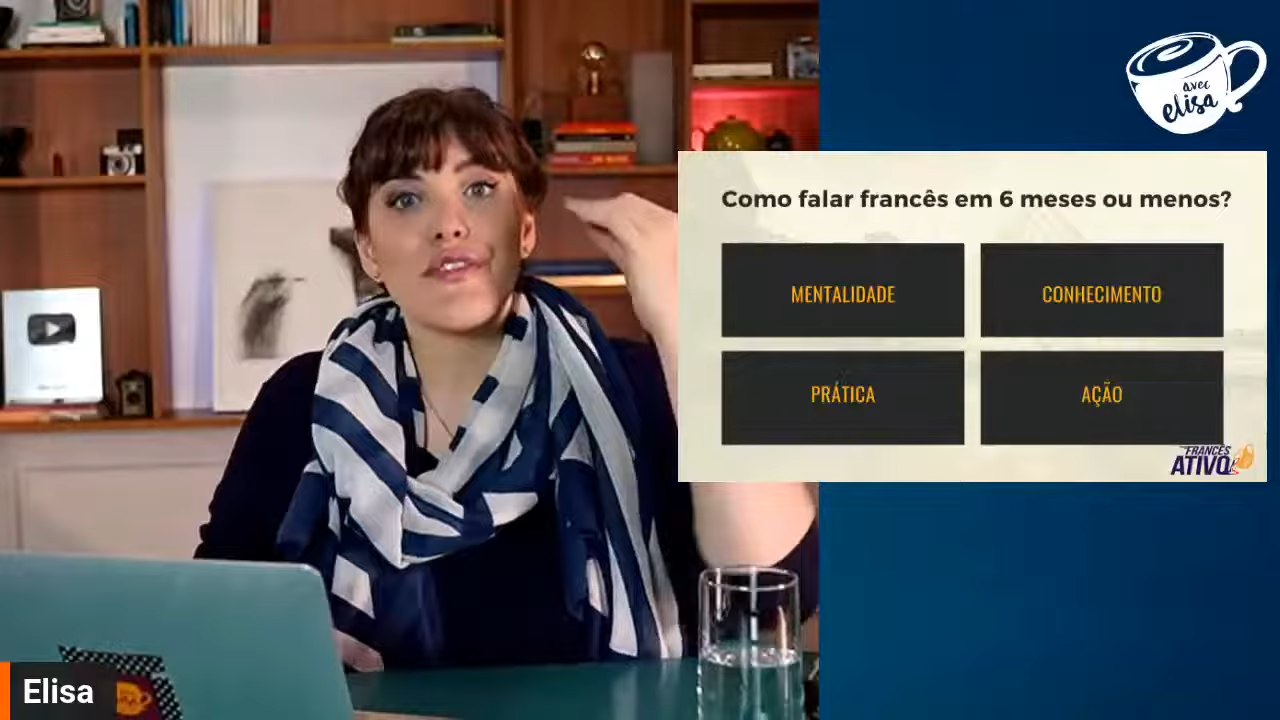 avec
elisa
Como falar francês em 6 meses ou menos?
MENTALIDADE
CONHECIMENTO
PRÁTICA
AÇÃO
FRANCÊS
ATIVO
Elisa